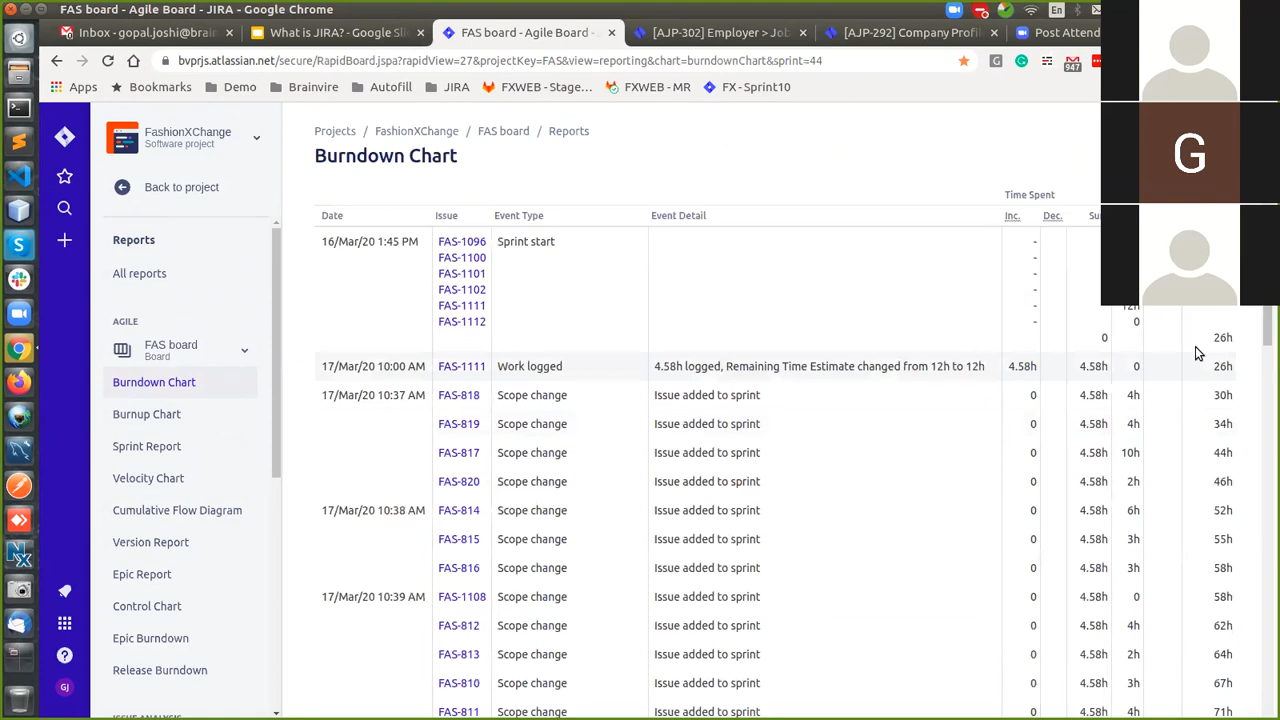 FAS board - Agile Board - JIRA - Google Chrome
En
Inbox - gopal.joshi@brain
What is JIRA? - Google Sli
FAS board - Agile Board -
[AJP-302] Employer > Job
[AJP-292] Company Profil
Post Attend
bvprjs.atlassian.net/secure/RapidBoard.jspa?rapidView=27&projectKey=FAS&view=reporting&chart=burndownChart&sprint=44
947
Apps
Bookmarks
Demo
Brainvire
Autofill
JIRA
FXWEB - Stage...
FXWEB - MR
FX - Sprint10
G
FashionXChange
Software project
Back to project
Reports
All reports
AGILE
FAS board
Board
Burndown Chart
Burnup Chart
Sprint Report
Velocity Chart
Cumulative Flow Diagram
Version Report
Epic Report
Control Chart
Epic Burndown
Release Burndown
GJ
Projects / FashionXChange / FAS board / Reports
Burndown Chart
Time Spent
Date Issue Event Type Event Detail Inc. Dec.
16/Mar/20 1:45 PM FAS-1096 Sprint start -
FAS-1100 -
FAS-1101 -
FAS-1102 -
FAS-1111 - 12h
FAS-1112 - 0
0 26h
17/Mar/20 10:00 AM FAS-1111 Work logged 4.58h logged, Remaining Time Estimate changed from 12h to 12h 4.58h 4.58h 0 26h
17/Mar/20 10:37 AM FAS-818 Scope change Issue added to sprint 0 4.58h 4h 30h
FAS-819 Scope change Issue added to sprint 0 4.58h 4h 34h
FAS-817 Scope change Issue added to sprint 0 4.58h 10h 44h
FAS-820 Scope change Issue added to sprint 0 4.58h 2h 46h
17/Mar/20 10:38 AM FAS-814 Scope change Issue added to sprint 0 4.58h 6h 52h
FAS-815 Scope change Issue added to sprint 0 4.58h 3h 55h
FAS-816 Scope change Issue added to sprint 0 4.58h 3h 58h
17/Mar/20 10:39 AM FAS-1108 Scope change Issue added to sprint 0 4.58h 0 58h
FAS-812 Scope change Issue added to sprint 0 4.58h 4h 62h
FAS-813 Scope change Issue added to sprint 0 4.58h 2h 64h
FAS-810 Scope change Issue added to sprint 0 4.58h 3h 67h
FAS-811 Scope change Issue added to sprint 0 4.58h 4h 71h